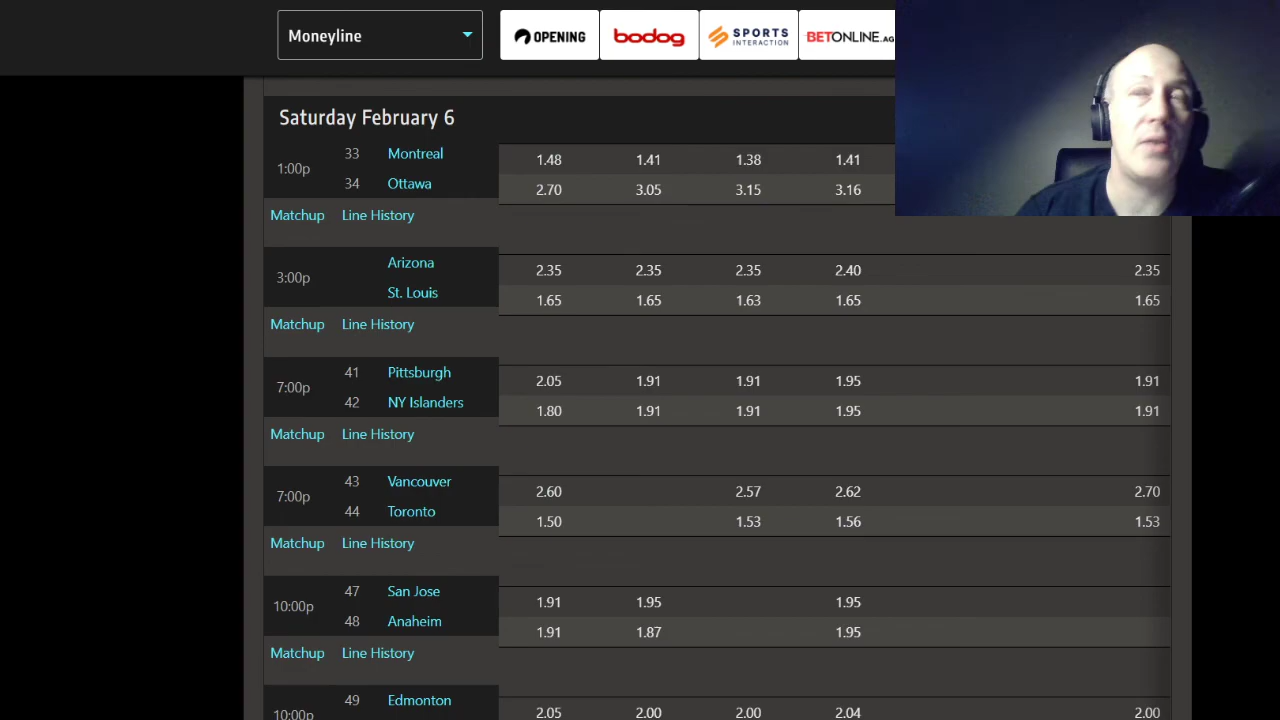 Moneyline OPENING bodog SPORTS INTERACTION BETONLINE.AG
Saturday February 6
1:00p 33 Montreal 1.48 1.41 1.38 1.41
34 Ottawa 2.70 3.05 3.15 3.16
Matchup Line History
3:00p Arizona 2.35 2.35 2.35 2.40 2.35
St. Louis 1.65 1.65 1.63 1.65 1.65
Matchup Line History
7:00p 41 Pittsburgh 2.05 1.91 1.91 1.95 1.91
42 NY Islanders 1.80 1.91 1.91 1.95 1.91
Matchup Line History
7:00p 43 Vancouver 2.60 2.57 2.62 2.70
44 Toronto 1.50 1.53 1.56 1.53
Matchup Line History
10:00p 47 San Jose 1.91 1.95 1.95
48 Anaheim 1.91 1.87 1.95
Matchup Line History
10:00p 49 Edmonton 2.05 2.00 2.00 2.04 2.00